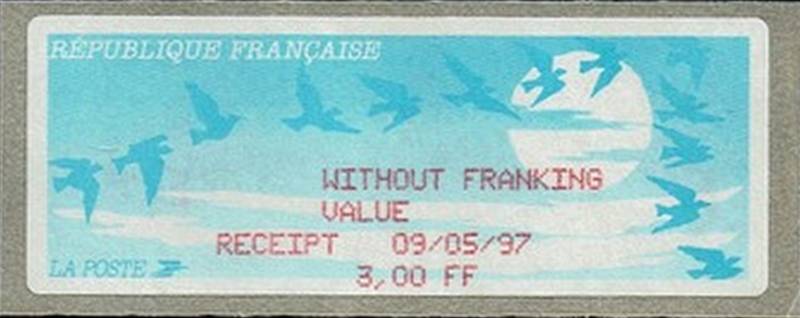 RÉPUBLIQUE FRANÇAISE
WITHOUT FRANKING
VALUE
RECEIPT 09/05/97
LA POSTE
3,00 FF